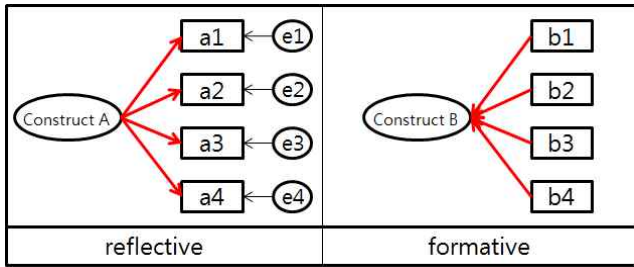 a1
e1
a2
e2
Construct A
a3
e3
a4
e4
reflective
b1
b2
Construct B
b3
b4
formative